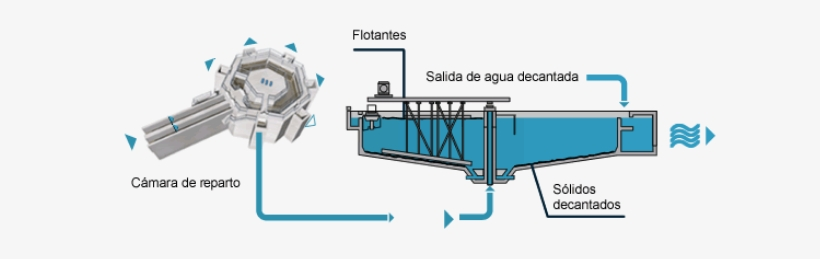 Flotantes
Salida de agua decantada
Cámara de reparto
Sólidos
decantados